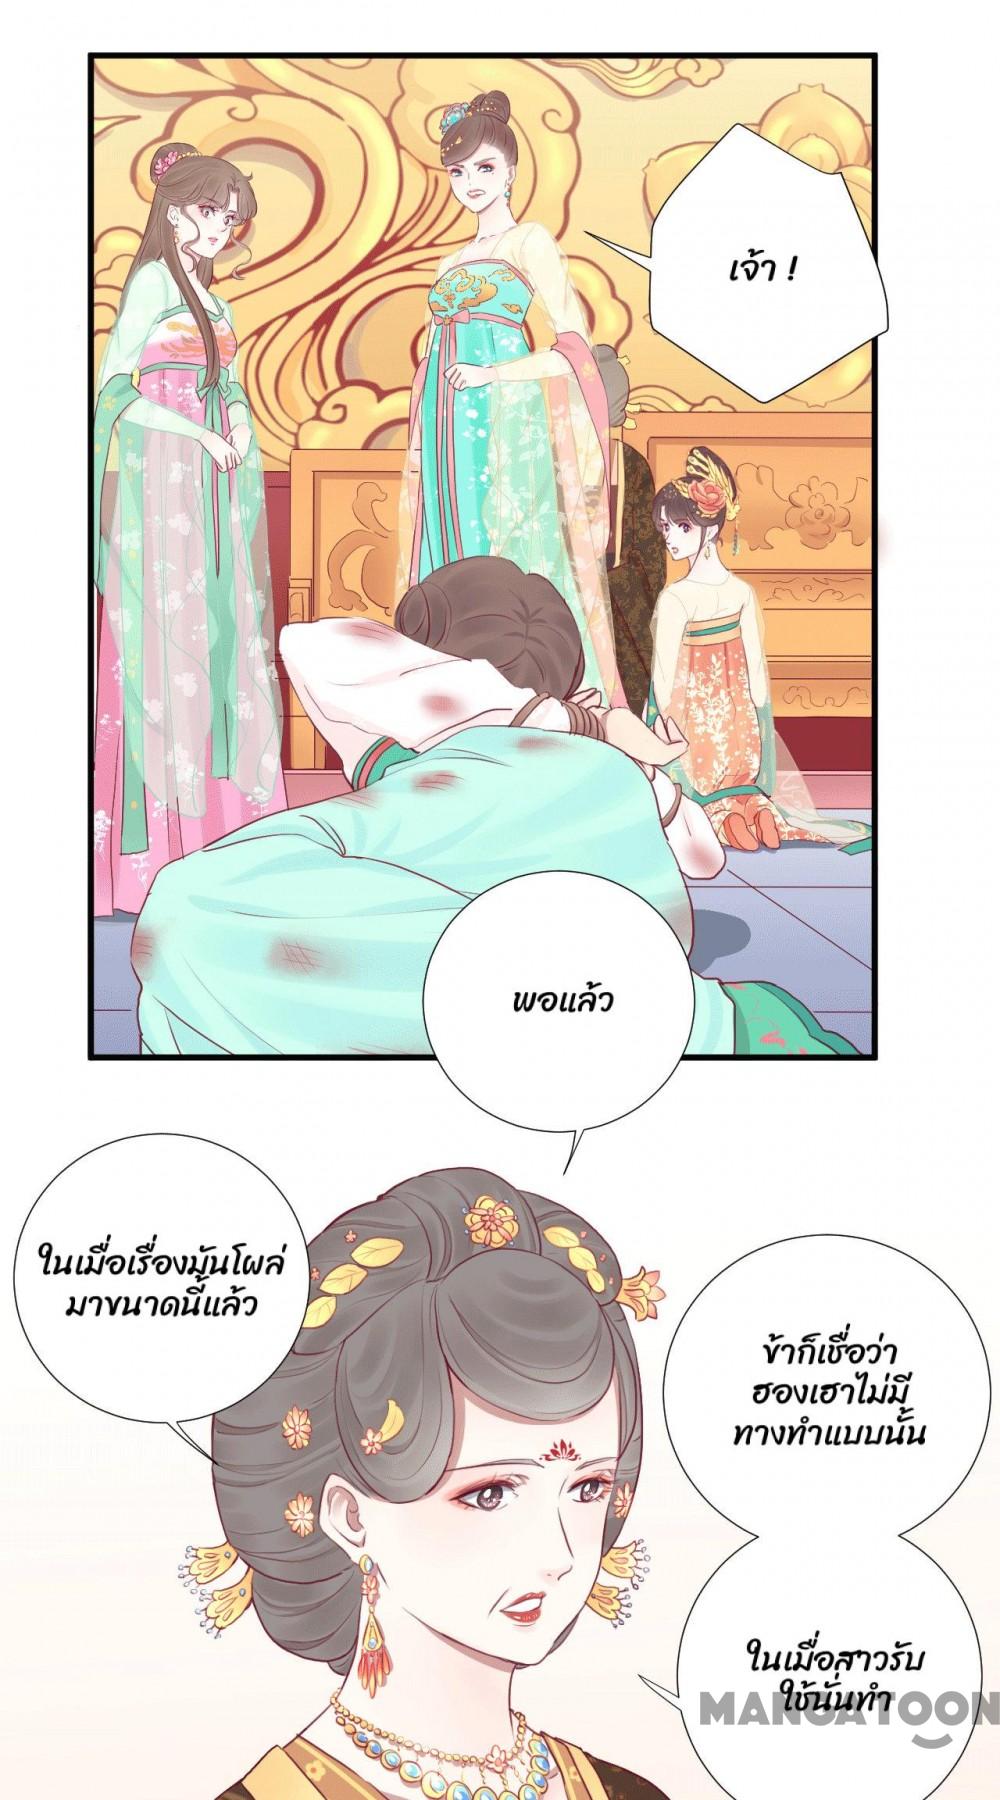 เจ้า !
พอแล้ว
ในเมื่อเรื่องมันโผล่
มาขนาดนี้แล้ว
ข้าก็เชื่อว่า
ฮองเฮาไม่มี
ทางทำแบบนั้น
ในเมื่อสาวรับ
ใช้นั่นทำ
MANGATOON